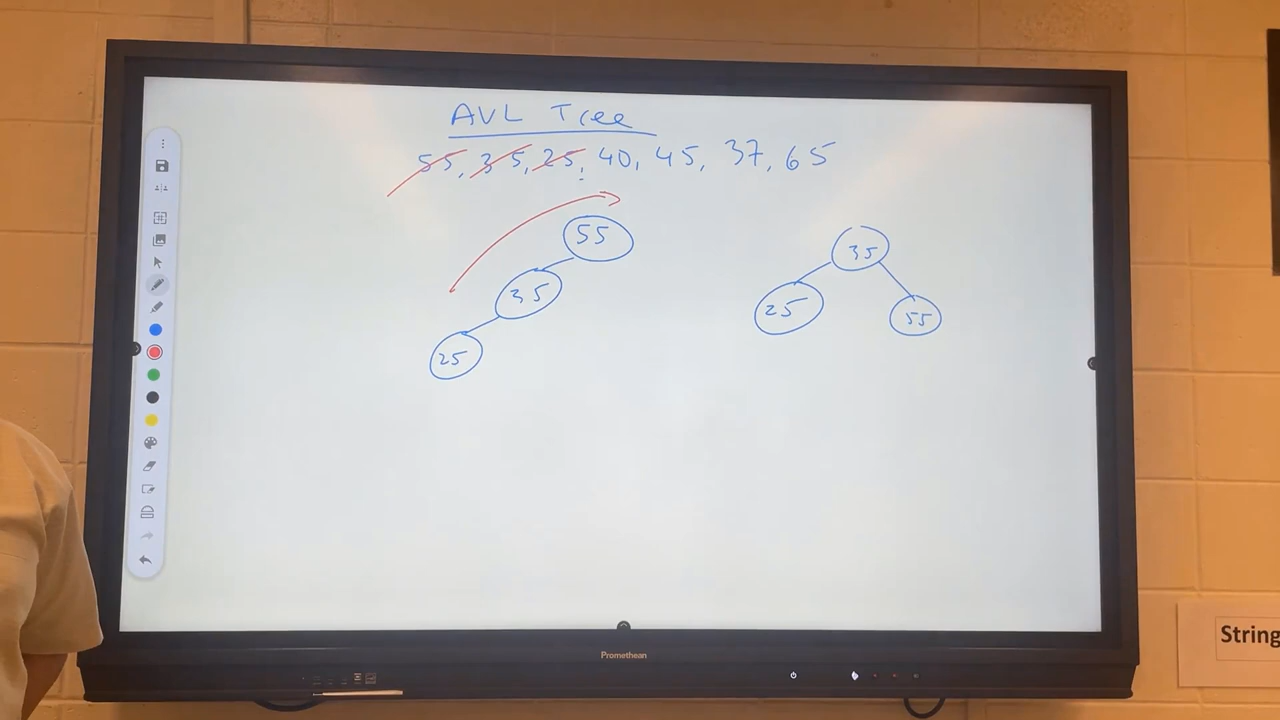 AVL Tree
55, 35, 25, 40, 45, 37, 65
55
35
25
35
25
55
Promethean
String